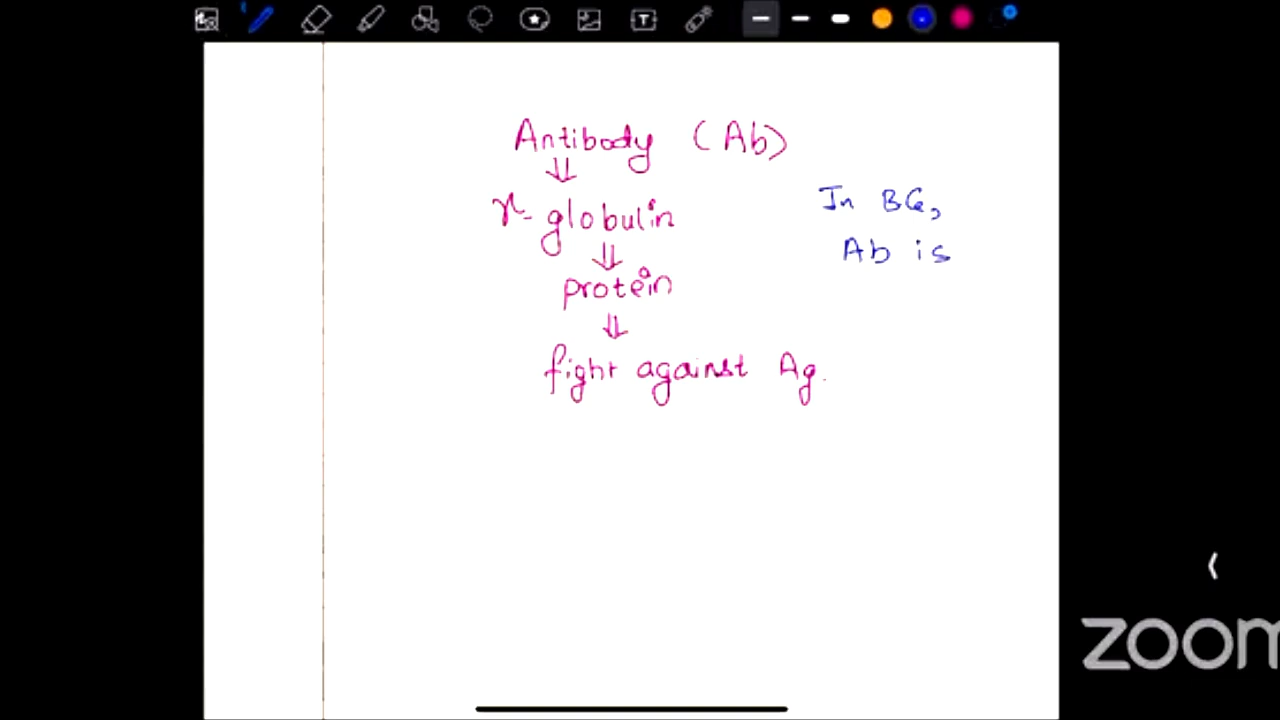 Antibody (Ab)
γ-globulin
protein
fight against Ag.
In BG,
Ab is
zoom